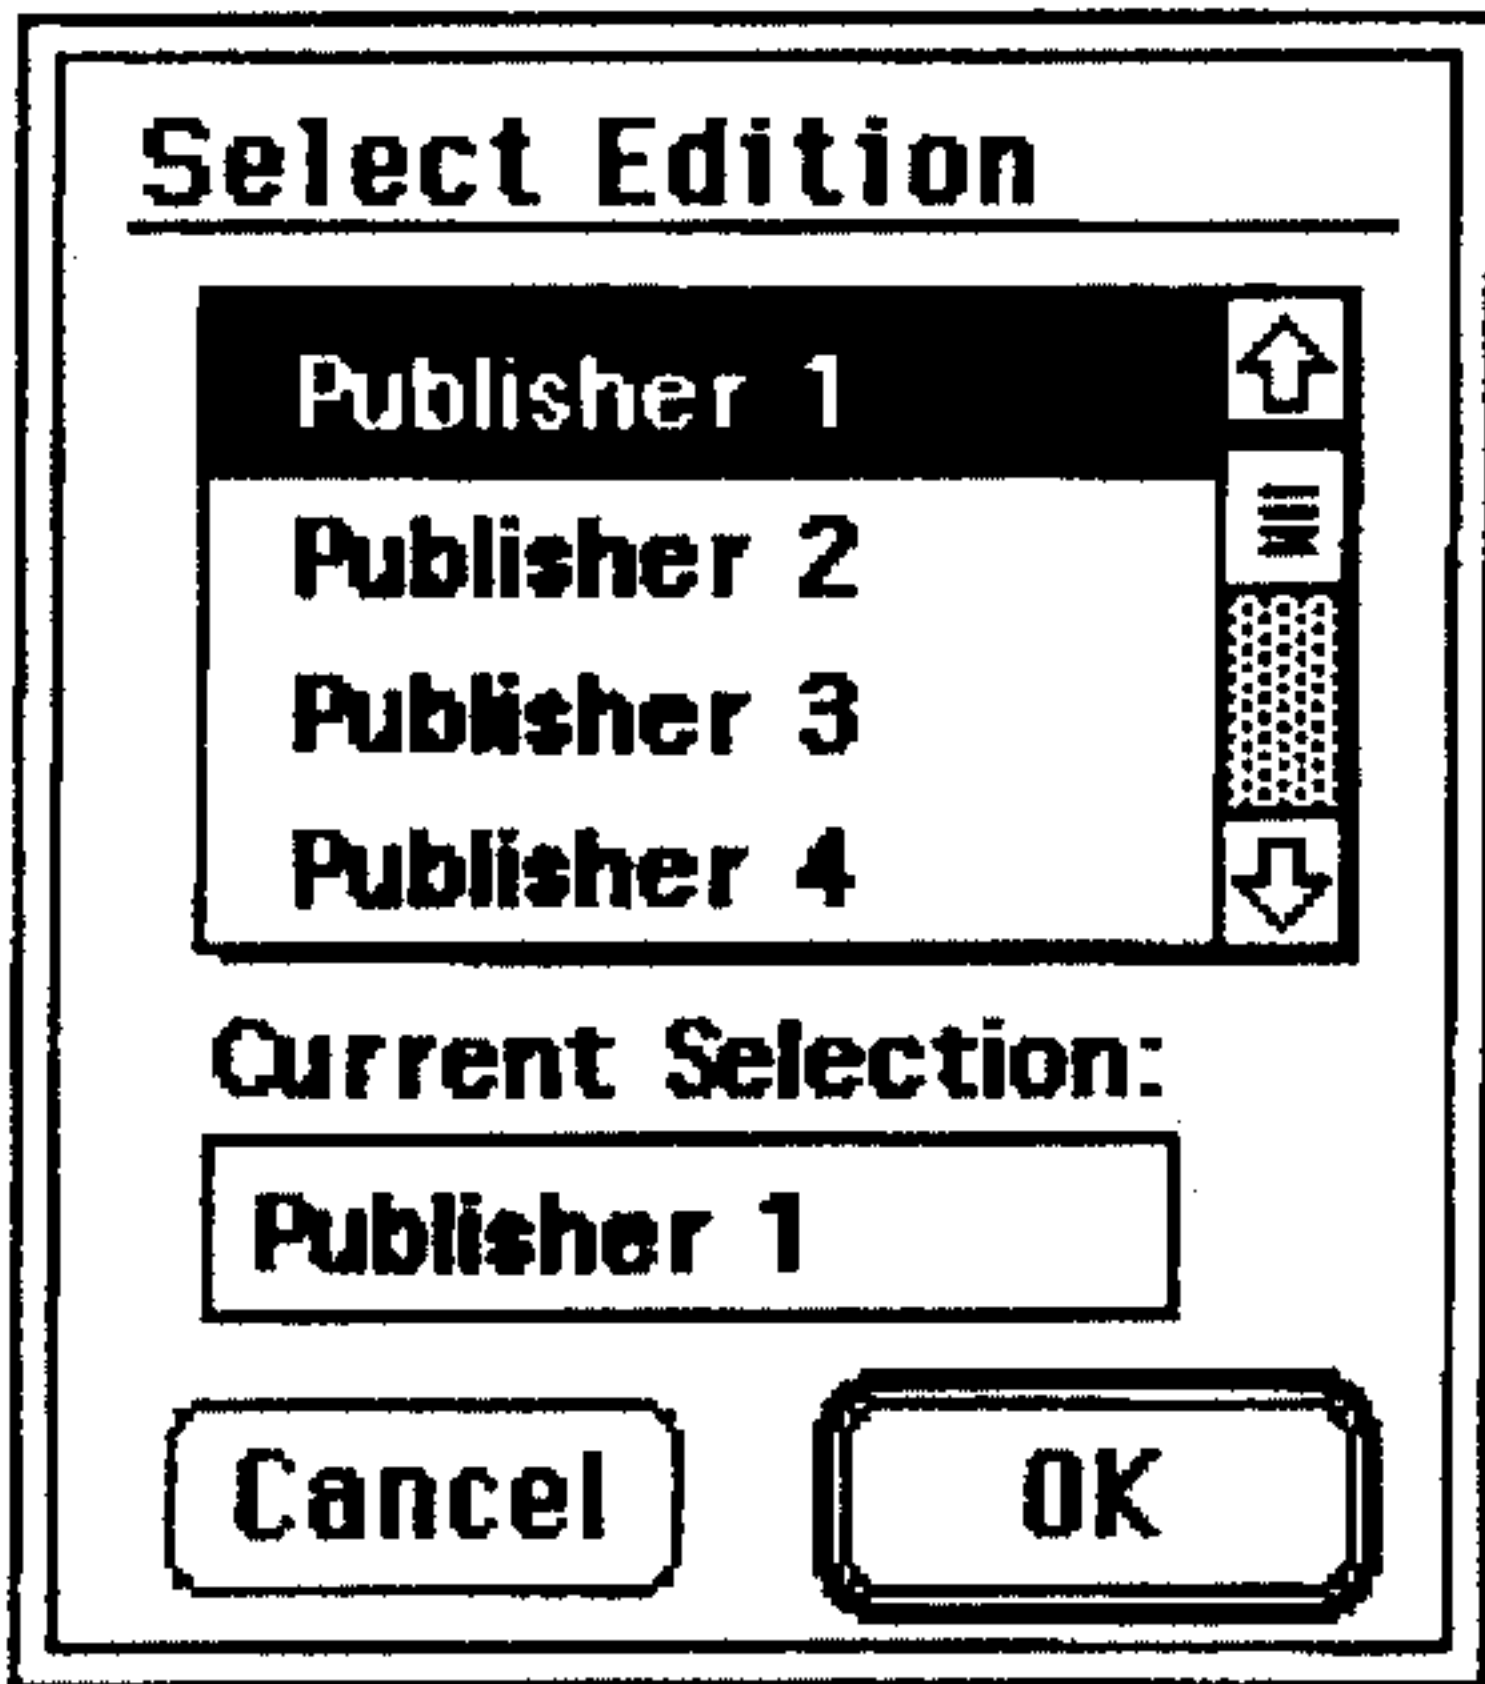 Select Edition
Publisher 1
Publisher 2
Publisher 3
Publisher 4
Current Selection:
Publisher 1
Cancel
OK